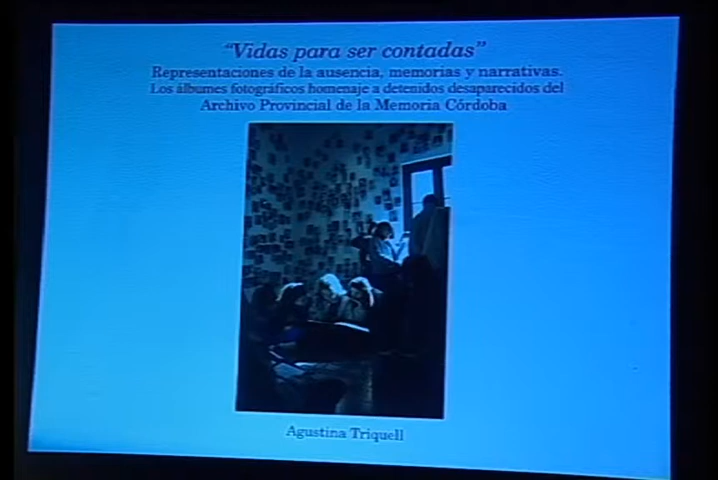 “Vidas para ser contadas”
Representaciones de la ausencia, memorias y narrativas.
Los álbumes fotográficos homenaje a detenidos desaparecidos del
Archivo Provincial de la Memoria Córdoba
Agustina Triquell